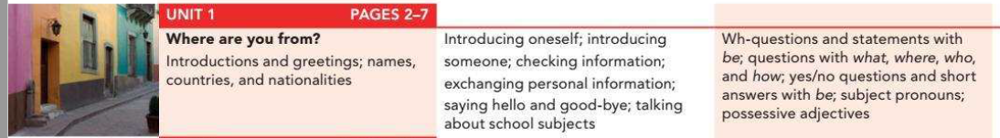 UNIT 1 PAGES 2–7
Where are you from?
Introductions and greetings; names,
countries, and nationalities
Introducing oneself; introducing
someone; checking information;
exchanging personal information;
saying hello and good-bye; talking
about school subjects
Wh-questions and statements with
be; questions with what, where, who,
and how; yes/no questions and short
answers with be; subject pronouns;
possessive adjectives